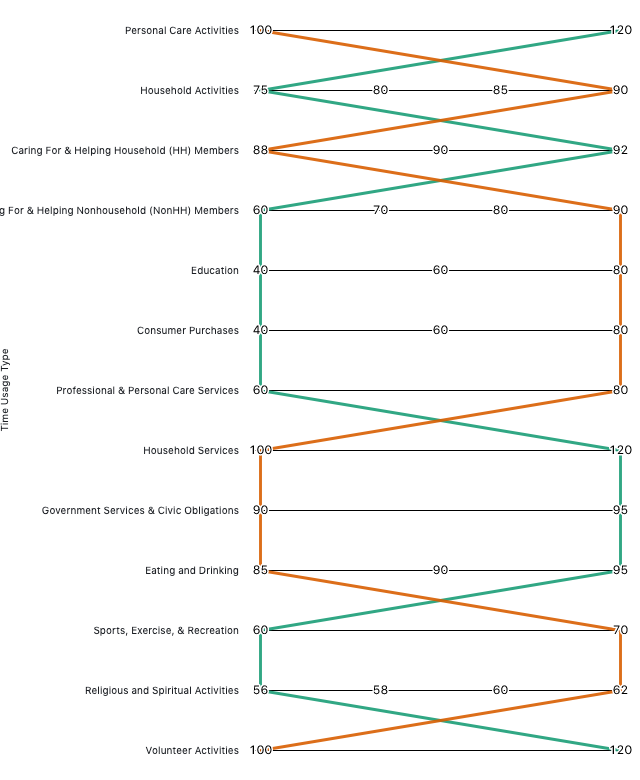 Personal Care Activities 100 120
Household Activities 75 80 85 90
Caring For & Helping Household (HH) Members 88 90 92
g For & Helping Nonhousehold (NonHH) Members 60 70 80 90
Education 40 60 80
Time Usage Type
Consumer Purchases 40 60 80
Professional & Personal Care Services 60 80
Household Services 100 120
Government Services & Civic Obligations 90 95
Eating and Drinking 85 90 95
Sports, Exercise, & Recreation 60 70
Religious and Spiritual Activities 56 58 60 62
Volunteer Activities 100 120